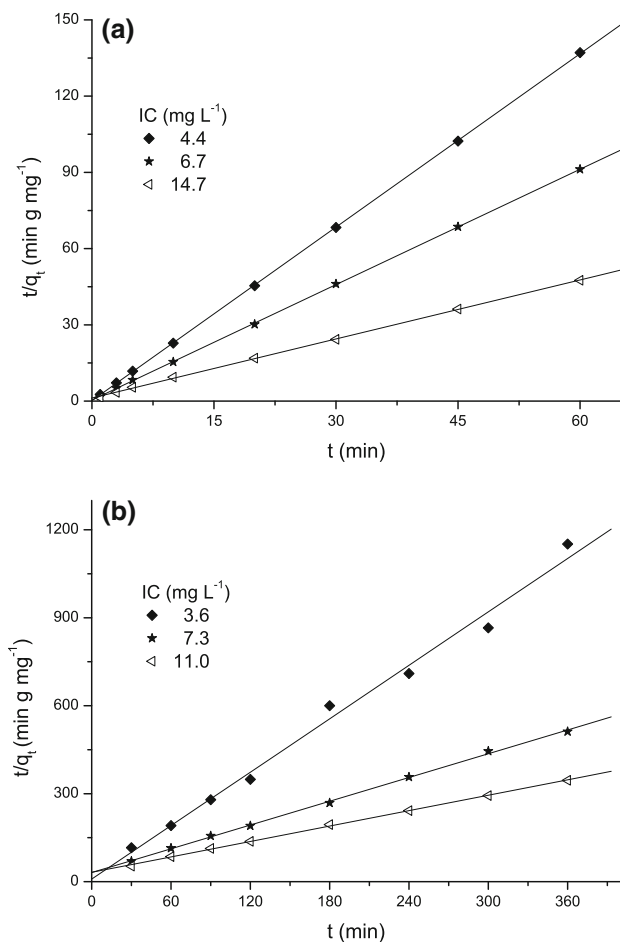 (a)
150
120
90
60
30
0
t/qt (min g mg-1)
IC (mg L-1)
4.4
6.7
14.7
0 15 30 45 60
t (min)
(b)
1200
900
600
300
0
t/qt (min g mg-1)
IC (mg L-1)
3.6
7.3
11.0
0 60 120 180 240 300 360
t (min)